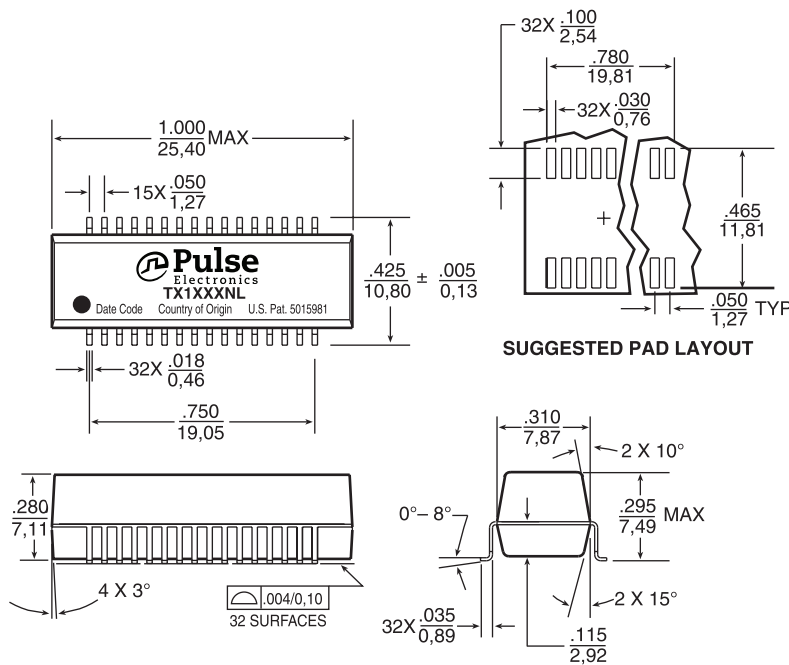 32X .100
2,54
.780
19,81
32X .030
0,76
1.000 MAX
25,40
15X .050
1,27
.465
11,81
.425 ± .005
10,80 0,13
Pulse
Electronics
TX1XXXNL
Date Code Country of Origin U.S. Pat. 5015981
.050 TYP
1,27
SUGGESTED PAD LAYOUT
32X .018
0,46
.750
19,05
.310
7,87
2 X 10°
.280
7,11
0°– 8°
.295 MAX
7,49
4 X 3°
.004/0,10
32 SURFACES
2 X 15°
32X .035
0,89
.115
2,92